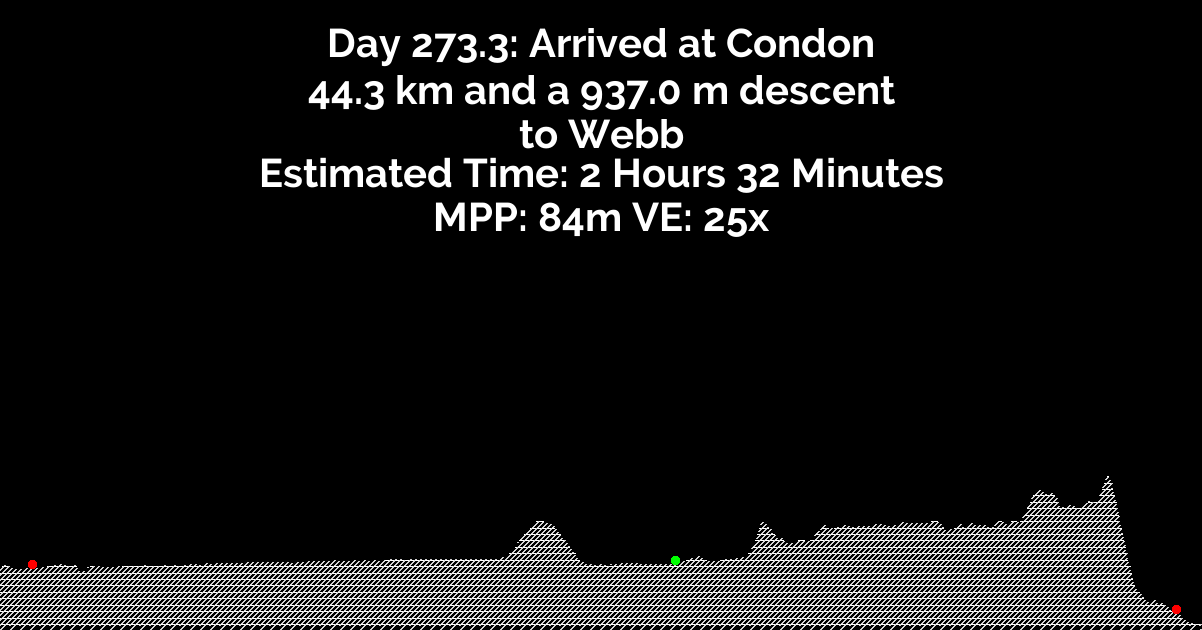 Day 273.3: Arrived at Condon
44.3 km and a 937.0 m descent
to Webb
Estimated Time: 2 Hours 32 Minutes
MPP: 84m VE: 25x